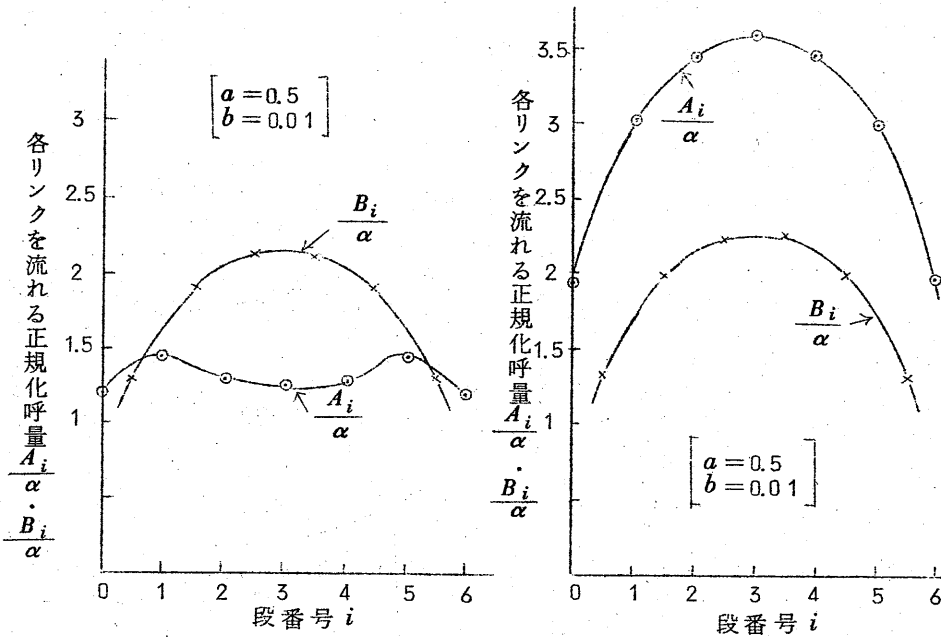 各リンクを流れる正規化呼量 A_i/α・B_i/α
3
2.5
2
1.5
1
[a=0.5
b=0.01]
B_i/α
A_i/α
0 1 2 3 4 5 6
段番号 i
各リンクを流れる正規化呼量 A_i/α・B_i/α
3.5
3
2.5
2
1.5
1
A_i/α
B_i/α
[a=0.5
b=0.01]
0 1 2 3 4 5 6
段番号 i